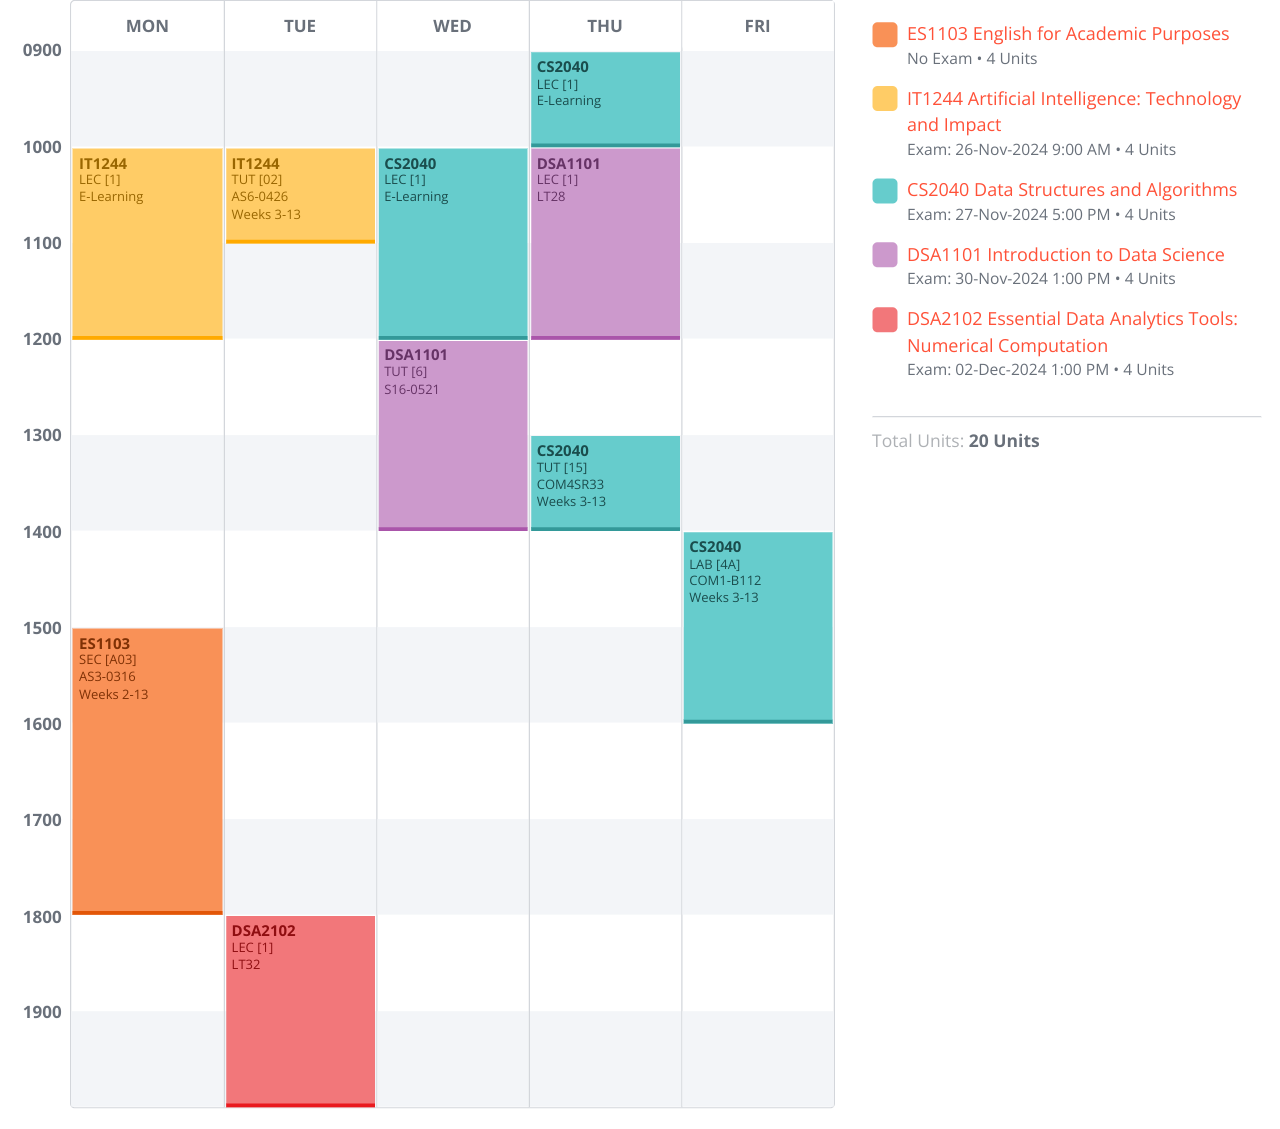 MON TUE WED THU FRI
0900
1000
1100
1200
1300
1400
1500
1600
1700
1800
1900
IT1244
LEC [1]
E-Learning
ES1103
SEC [A03]
AS3-0316
Weeks 2-13
IT1244
TUT [02]
AS6-0426
Weeks 3-13
DSA2102
LEC [1]
LT32
CS2040
LEC [1]
E-Learning
DSA1101
TUT [6]
S16-0521
CS2040
LEC [1]
E-Learning
DSA1101
LEC [1]
LT28
CS2040
TUT [15]
COM4SR33
Weeks 3-13
CS2040
LAB [4A]
COM1-B112
Weeks 3-13
ES1103 English for Academic Purposes
No Exam • 4 Units
IT1244 Artificial Intelligence: Technology
and Impact
Exam: 26-Nov-2024 9:00 AM • 4 Units
CS2040 Data Structures and Algorithms
Exam: 27-Nov-2024 5:00 PM • 4 Units
DSA1101 Introduction to Data Science
Exam: 30-Nov-2024 1:00 PM • 4 Units
DSA2102 Essential Data Analytics Tools:
Numerical Computation
Exam: 02-Dec-2024 1:00 PM • 4 Units
Total Units: 20 Units